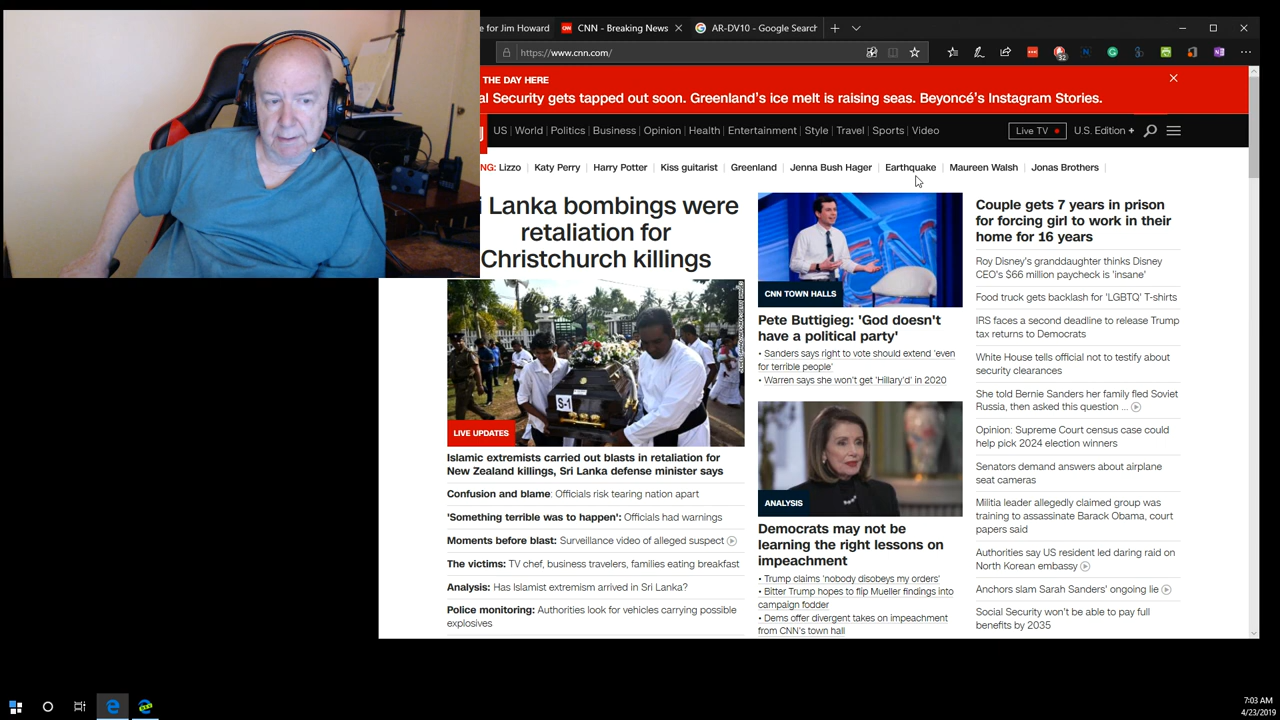 e for Jim Howard
CNN - Breaking News
AR-DV10 - Google Search
https://www.cnn.com/
32
THE DAY HERE
al Security gets tapped out soon. Greenland's ice melt is raising seas. Beyoncé's Instagram Stories.
US | World | Politics | Business | Opinion | Health | Entertainment | Style | Travel | Sports | Video
Live TV
U.S. Edition +
NG: Lizzo | Katy Perry | Harry Potter | Kiss guitarist | Greenland | Jenna Bush Hager | Earthquake | Maureen Walsh | Jonas Brothers |
i Lanka bombings were
retaliation for
Christchurch killings
S-1
LIVE UPDATES
Islamic extremists carried out blasts in retaliation for
New Zealand killings, Sri Lanka defense minister says
Confusion and blame: Officials risk tearing nation apart
'Something terrible was to happen': Officials had warnings
Moments before blast: Surveillance video of alleged suspect
The victims: TV chef, business travelers, families eating breakfast
Analysis: Has Islamist extremism arrived in Sri Lanka?
Police monitoring: Authorities look for vehicles carrying possible
explosives
CNN TOWN HALLS
Pete Buttigieg: 'God doesn't
have a political party'
• Sanders says right to vote should extend 'even
for terrible people'
• Warren says she won't get 'Hillary'd' in 2020
ANALYSIS
Democrats may not be
learning the right lessons on
impeachment
• Trump claims 'nobody disobeys my orders'
• Bitter Trump hopes to flip Mueller findings into
campaign fodder
• Dems offer divergent takes on impeachment
from CNN's town hall
Couple gets 7 years in prison
for forcing girl to work in their
home for 16 years
Roy Disney's granddaughter thinks Disney
CEO's $66 million paycheck is 'insane'
Food truck gets backlash for 'LGBTQ' T-shirts
IRS faces a second deadline to release Trump
tax returns to Democrats
White House tells official not to testify about
security clearances
She told Bernie Sanders her family fled Soviet
Russia, then asked this question ...
Opinion: Supreme Court census case could
help pick 2024 election winners
Senators demand answers about airplane
seat cameras
Militia leader allegedly claimed group was
training to assassinate Barack Obama, court
papers said
Authorities say US resident led daring raid on
North Korean embassy
Anchors slam Sarah Sanders' ongoing lie
Social Security won't be able to pay full
benefits by 2035
7:03 AM
4/23/2019